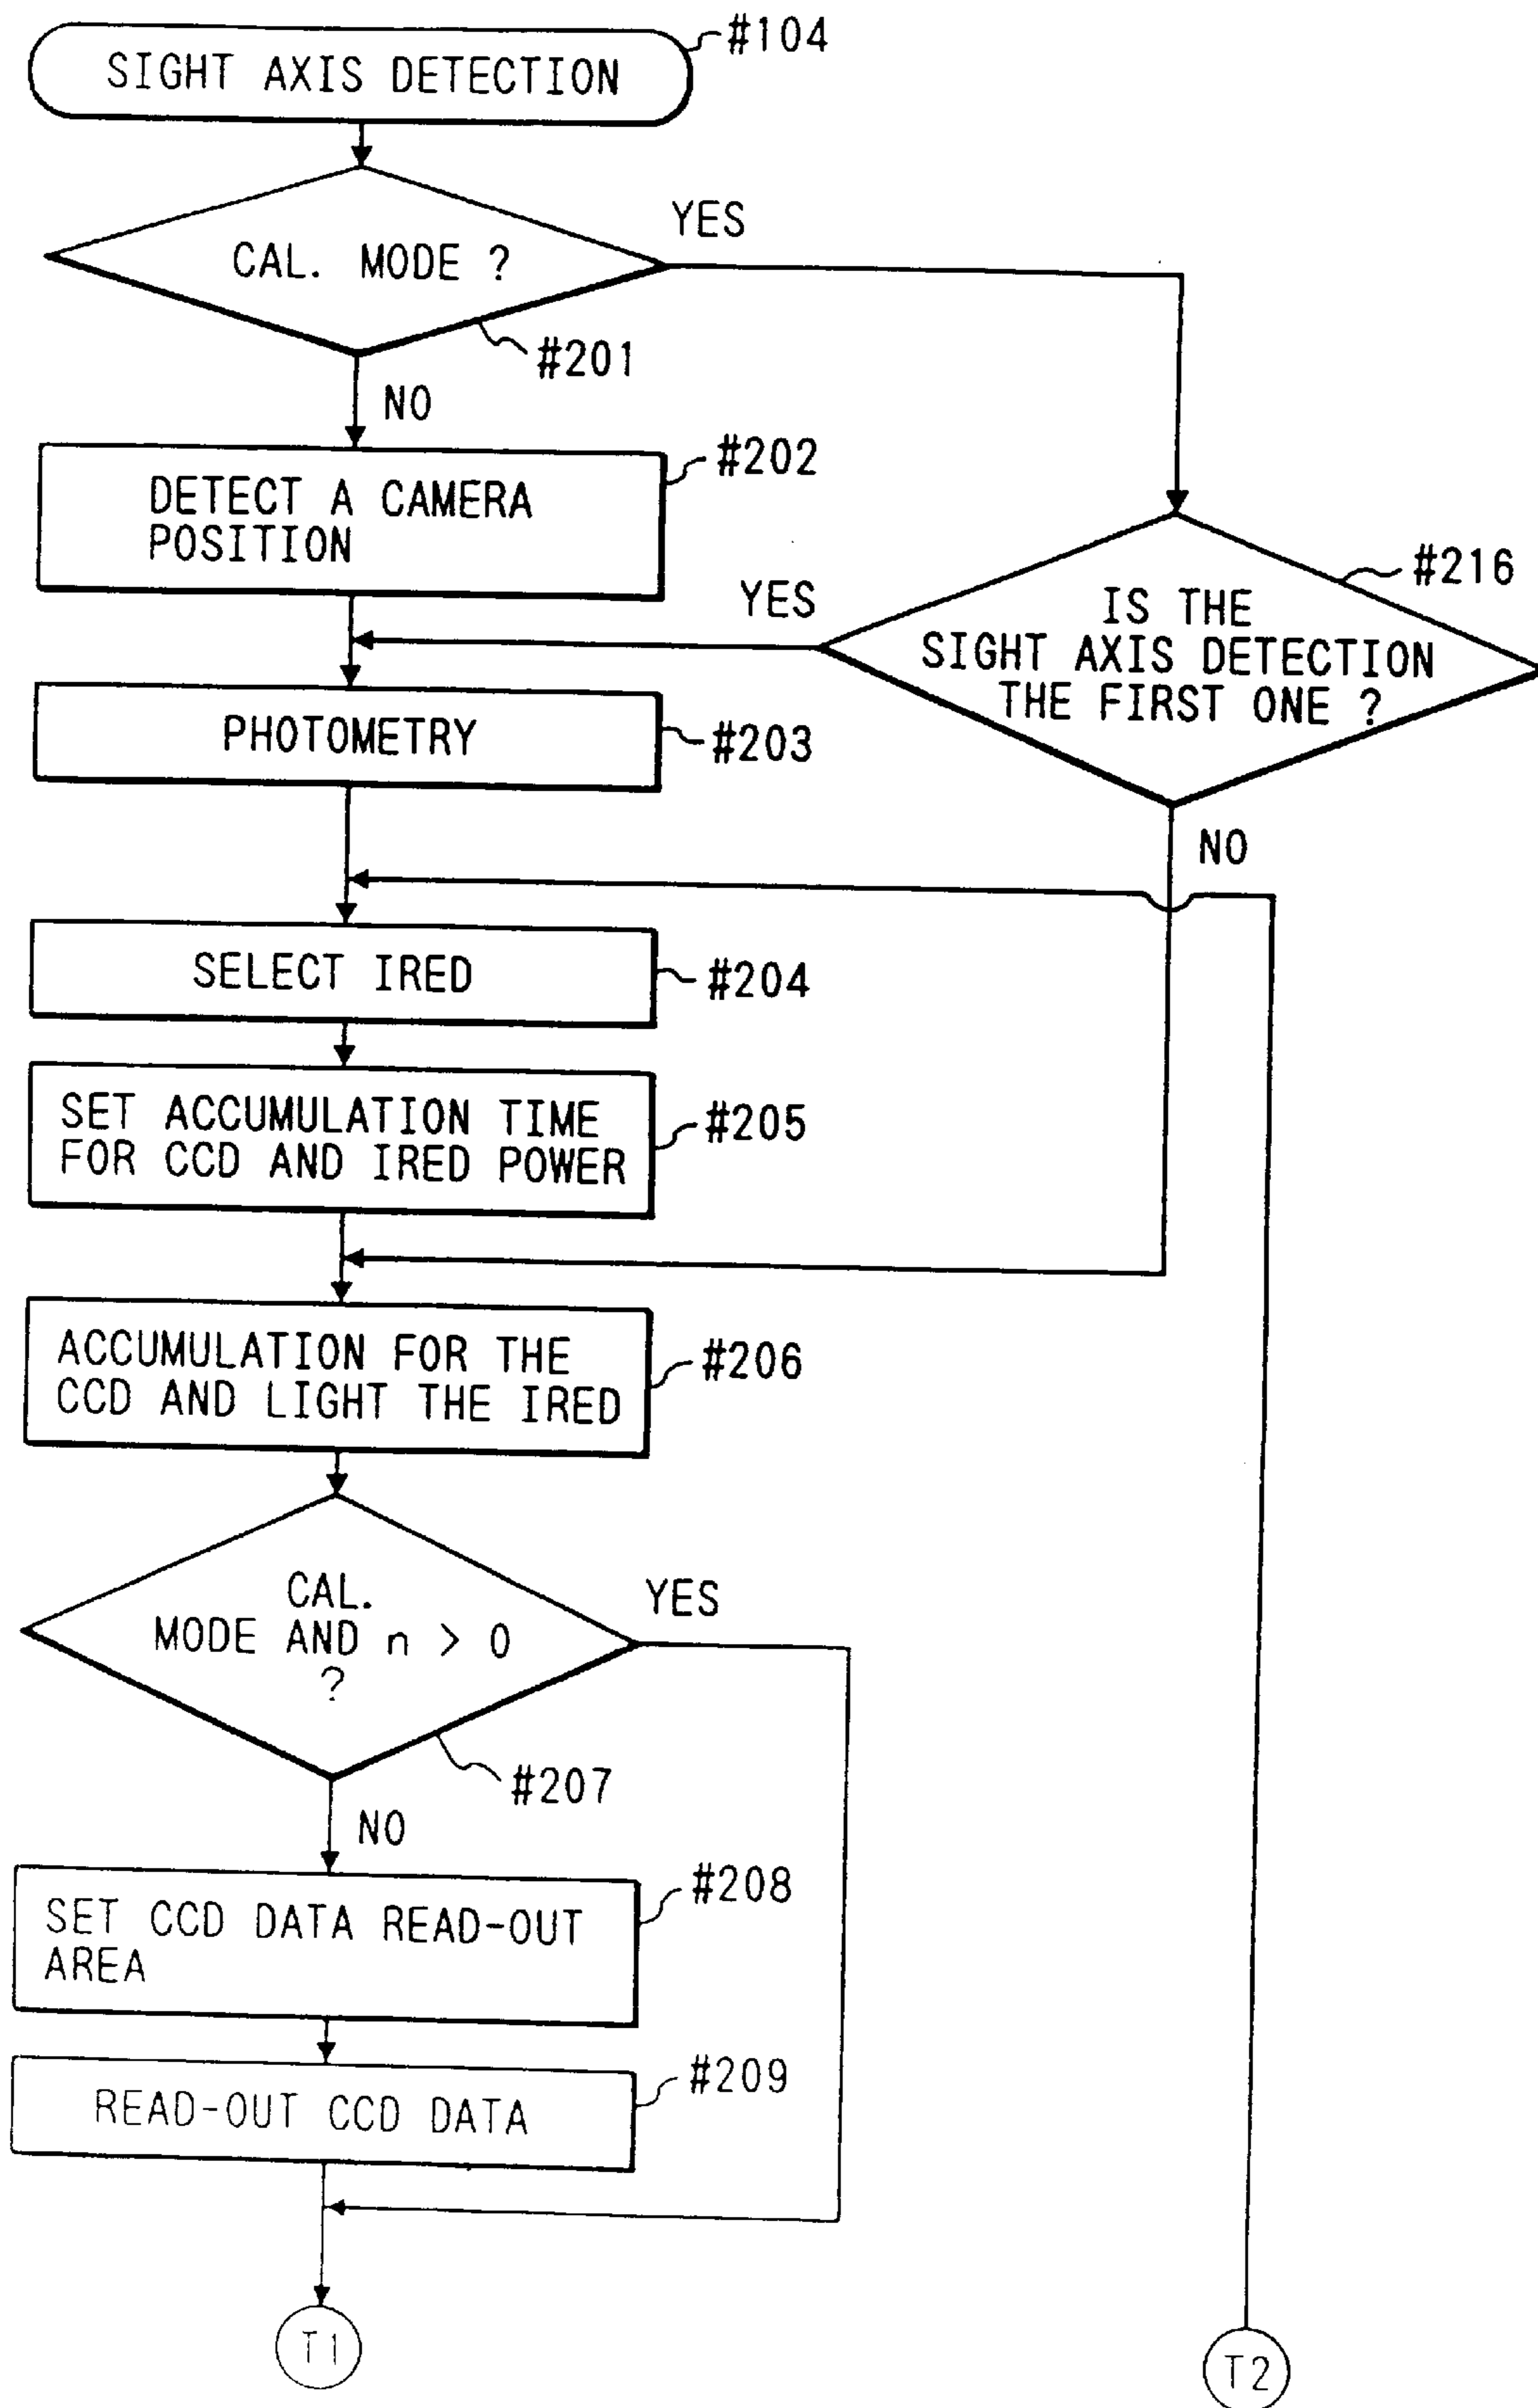 SIGHT AXIS DETECTION
#104
CAL. MODE ?
YES
#201
NO
DETECT A CAMERA
POSITION
#202
IS THE
SIGHT AXIS DETECTION
THE FIRST ONE ?
#216
YES
NO
PHOTOMETRY
#203
SELECT IRED
#204
SET ACCUMULATION TIME
FOR CCD AND IRED POWER
#205
ACCUMULATION FOR THE
CCD AND LIGHT THE IRED
#206
CAL.
MODE AND n > 0
?
YES
#207
NO
SET CCD DATA READ-OUT
AREA
#208
READ-OUT CCD DATA
#209
T1
T2